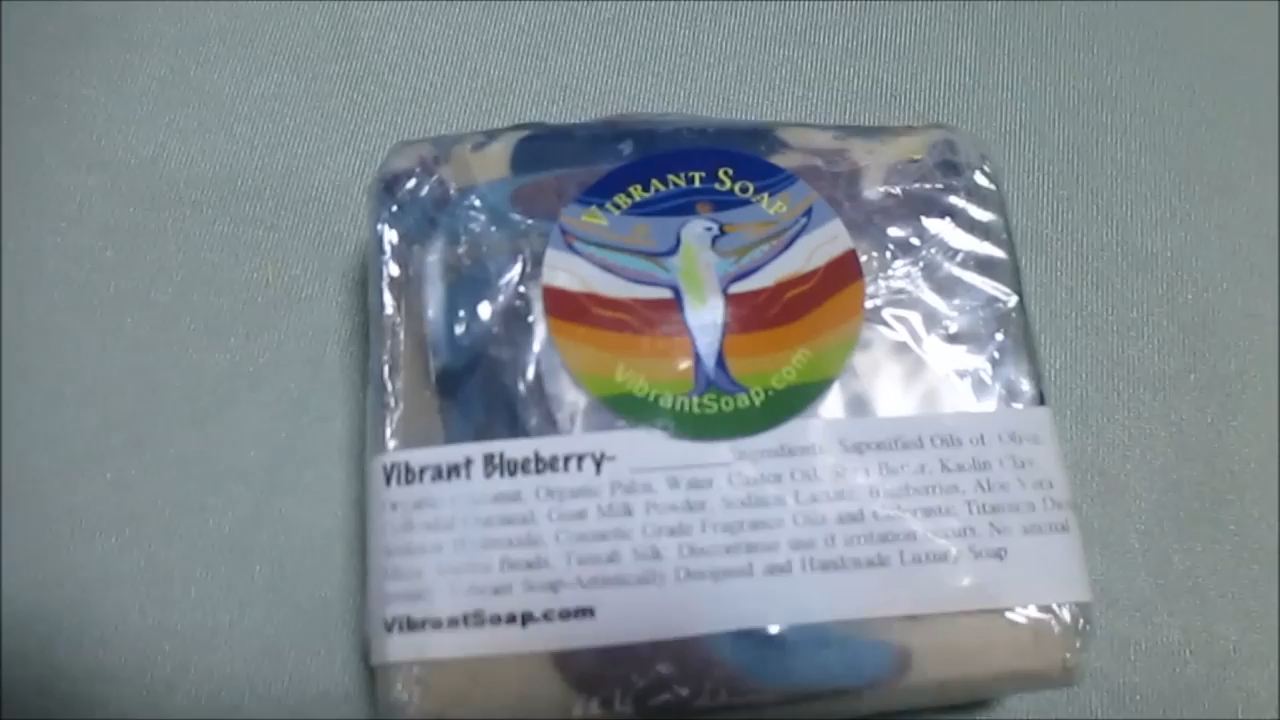 VIBRANT SOAP
VibrantSoap.com
Vibrant Blueberry- Ingredients: Saponified Oils of Olive,
Organic Palm, Water, Castor Oil, Shea Butter, Kaolin Clay,
Goat Milk Powder, Sodium Lactate, Blueberries, Aloe Vera
Cosmetic Grade Fragrance Oils and Colorants; Titanium
Beads, Tussah Silk. Discontinue use if irritation occurs. No animal
Vibrant Soap-Artistically Designed and Handmade Luxury Soap
VibrantSoap.com